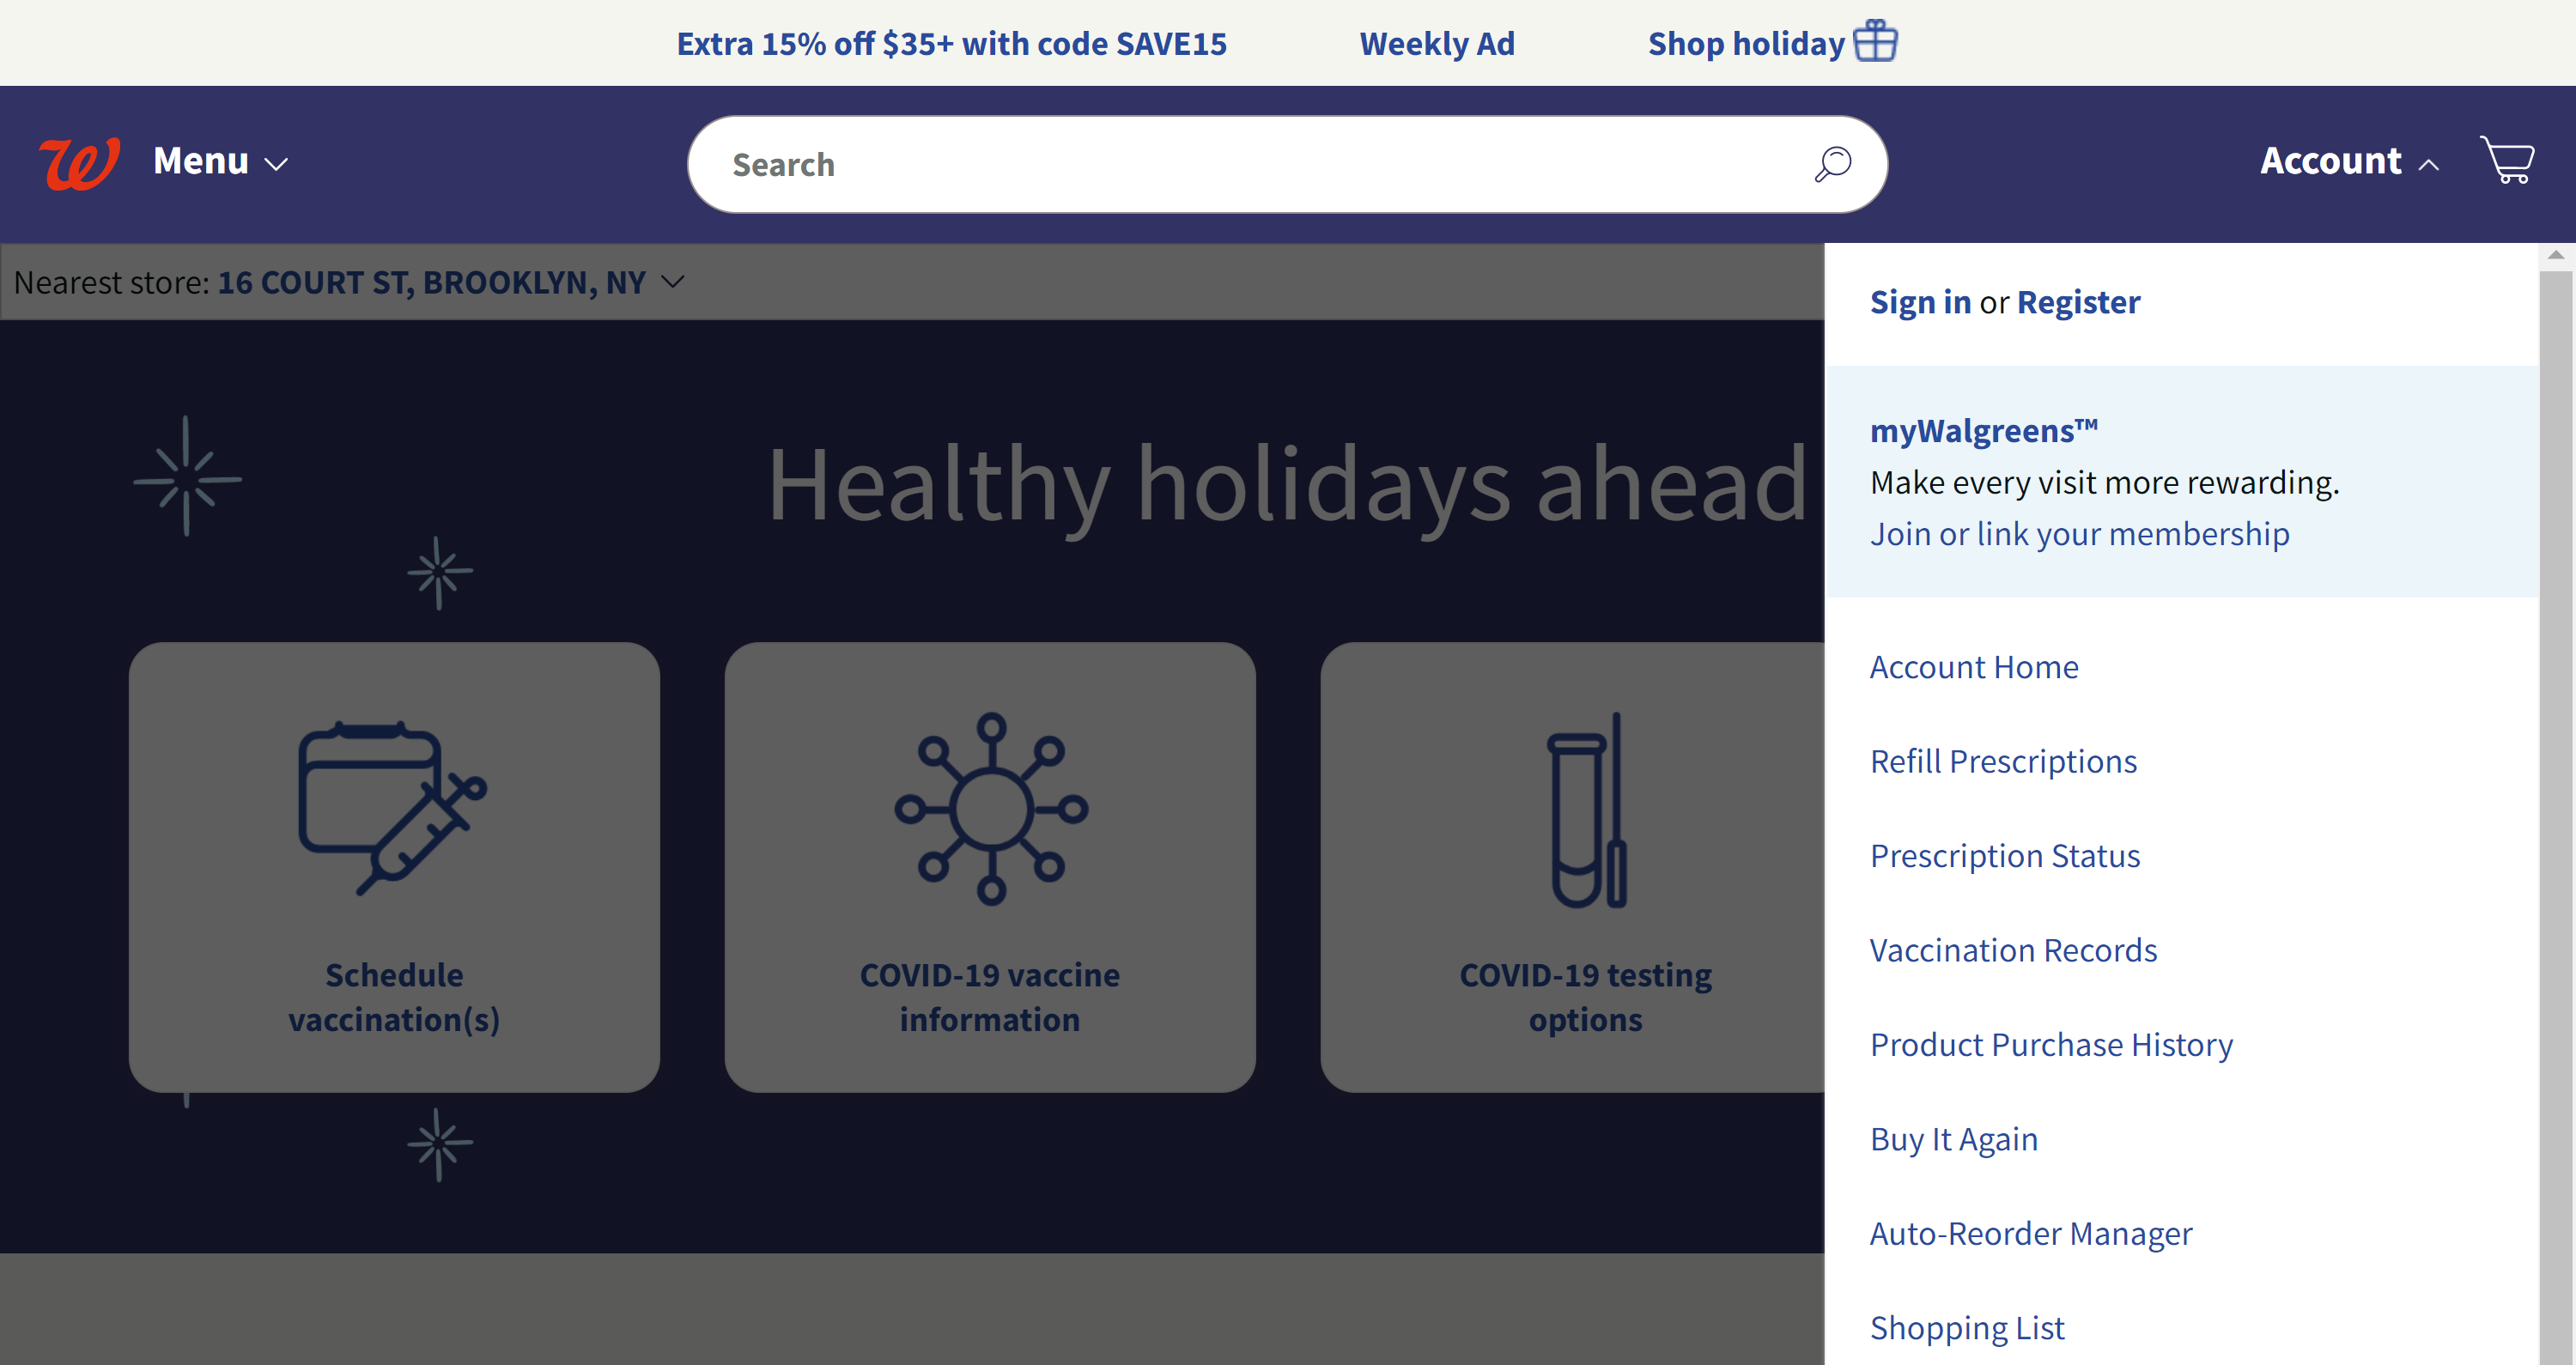 Extra 15% off $35+ with code SAVE15
Weekly Ad
Shop holiday
W
Menu
Search
Account
Nearest store: 16 COURT ST, BROOKLYN, NY
Healthy holidays ahead
Schedule
vaccination(s)
COVID-19 vaccine
information
COVID-19 testing
options
Sign in or Register
myWalgreens™
Make every visit more rewarding.
Join or link your membership
Account Home
Refill Prescriptions
Prescription Status
Vaccination Records
Product Purchase History
Buy It Again
Auto-Reorder Manager
Shopping List